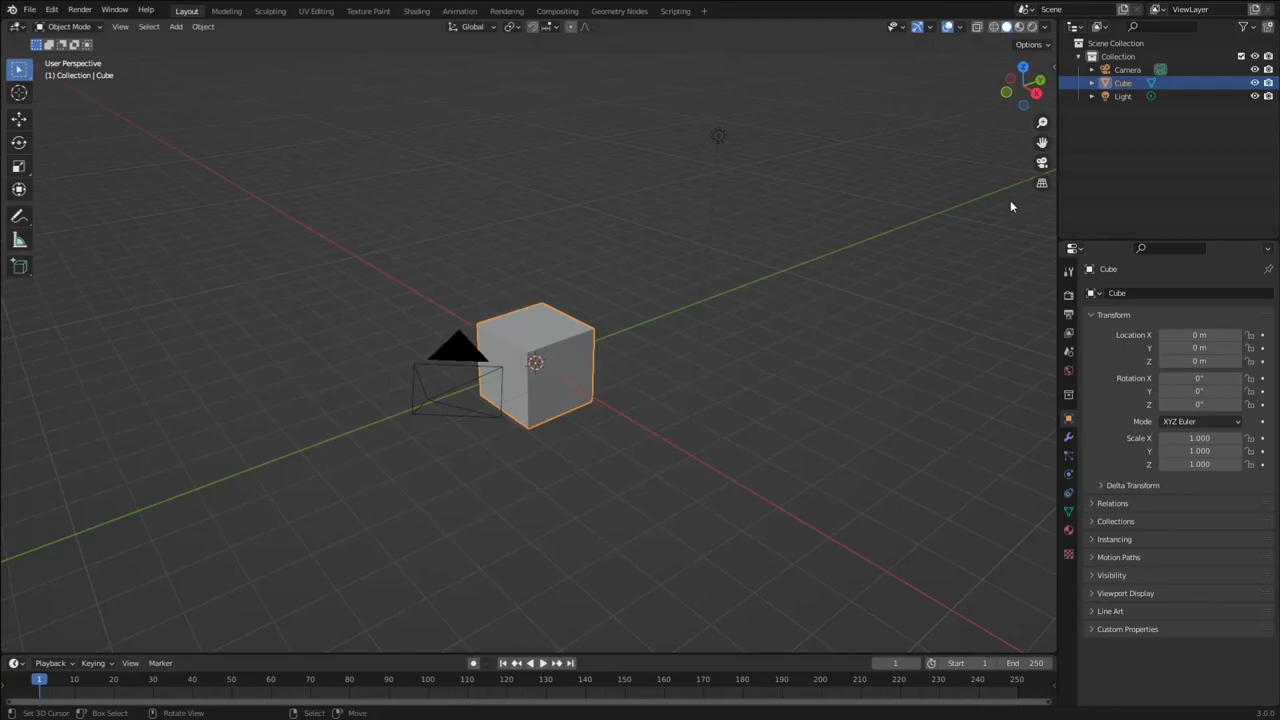 File Edit Render Window Help Layout Modeling Sculpting UV Editing Texture Paint Shading Animation Rendering Compositing Geometry Nodes Scripting + Scene ViewLayer
Object Mode View Select Add Object Global Options
User Perspective
(1) Collection | Cube
Z
Y
X
Scene Collection
Collection
Camera
Cube
Light
Cube
Cube
Transform
Location X 0 m
Y 0 m
Z 0 m
Rotation X 0°
Y 0°
Z 0°
Mode XYZ Euler
Scale X 1.000
Y 1.000
Z 1.000
Delta Transform
Relations
Collections
Instancing
Motion Paths
Visibility
Viewport Display
Line Art
Custom Properties
Playback Keying View Marker 1 Start 1 End 250
1 10 20 30 40 50 60 70 80 90 100 110 120 130 140 150 160 170 180 190 200 210 220 230 240 250
Set 3D Cursor Box Select Rotate View Select Move 3.0.0